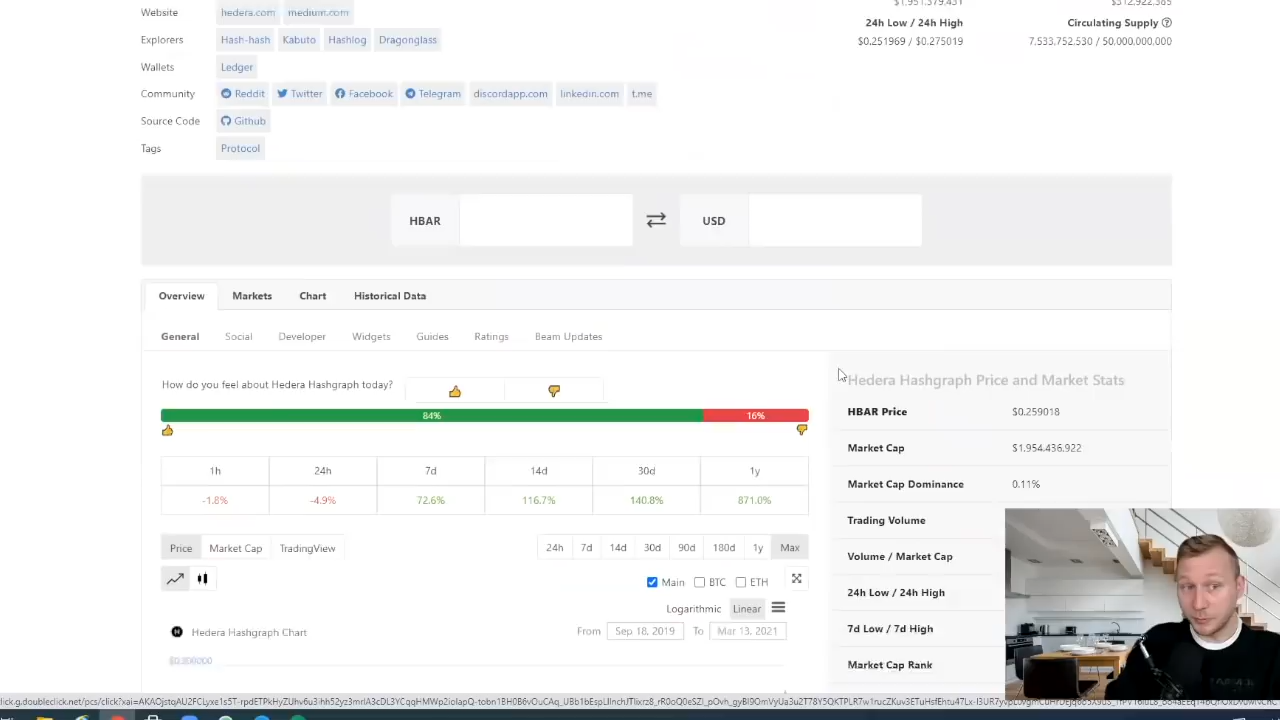 Website hedera.com medium.com
$312,922,365
24h Low / 24h High Circulating Supply
Explorers Hash-hash Kabuto Hashlog Dragonglass
$0.251969 / $0.275019 7,533,752,530 / 50,000,000,000
Wallets Ledger
Community Reddit Twitter Facebook Telegram discordapp.com linkedin.com t.me
Source Code Github
Tags Protocol
HBAR USD
Overview Markets Chart Historical Data
General Social Developer Widgets Guides Ratings Beam Updates
How do you feel about Hedera Hashgraph today?
84% 16%
1h 24h 7d 14d 30d 1y
-1.8% -4.9% 72.6% 116.7% 140.8% 871.0%
Price Market Cap TradingView 24h 7d 14d 30d 90d 180d 1y Max
Main BTC ETH
Logarithmic Linear
Hedera Hashgraph Chart From Sep 18, 2019 To Mar 13, 2021
Hedera Hashgraph Price and Market Stats
HBAR Price $0.259018
Market Cap $1,954,436,922
Market Cap Dominance 0.11%
Trading Volume
Volume / Market Cap
24h Low / 24h High
7d Low / 7d High
Market Cap Rank